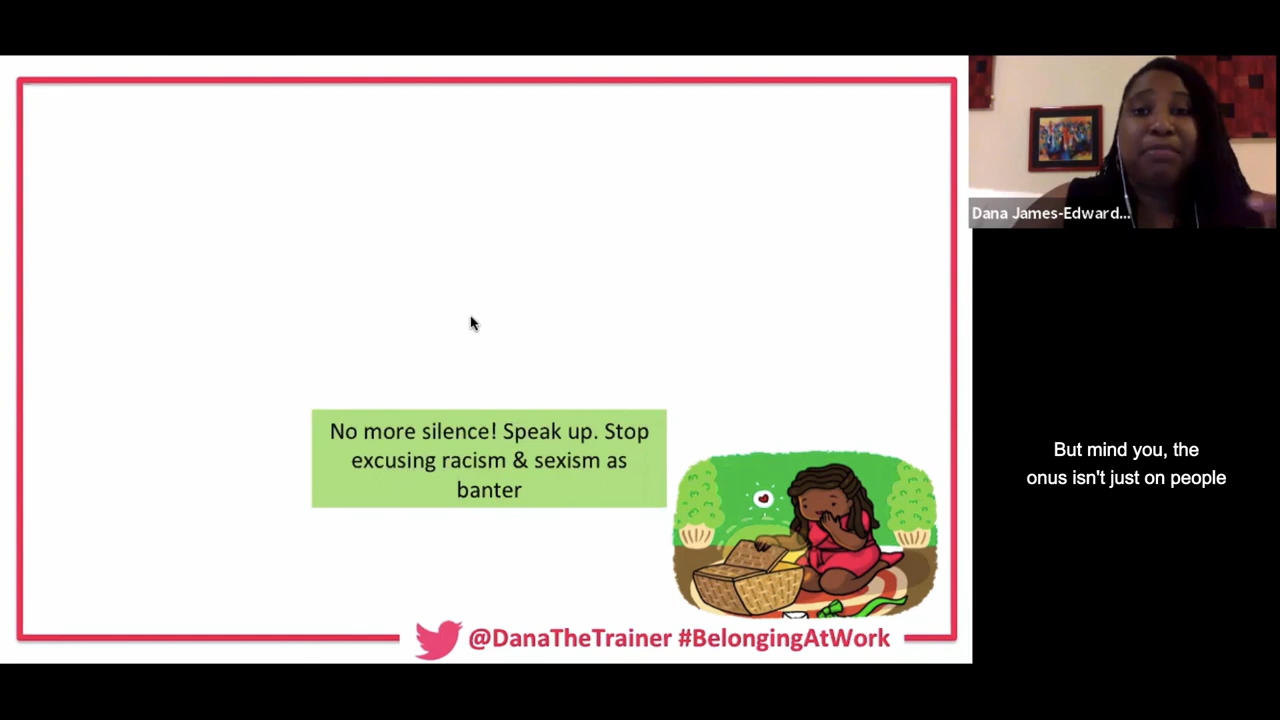 Dana James-Edward...
No more silence! Speak up. Stop
excusing racism & sexism as
banter
But mind you, the
onus isn't just on people
@DanaTheTrainer #BelongingAtWork